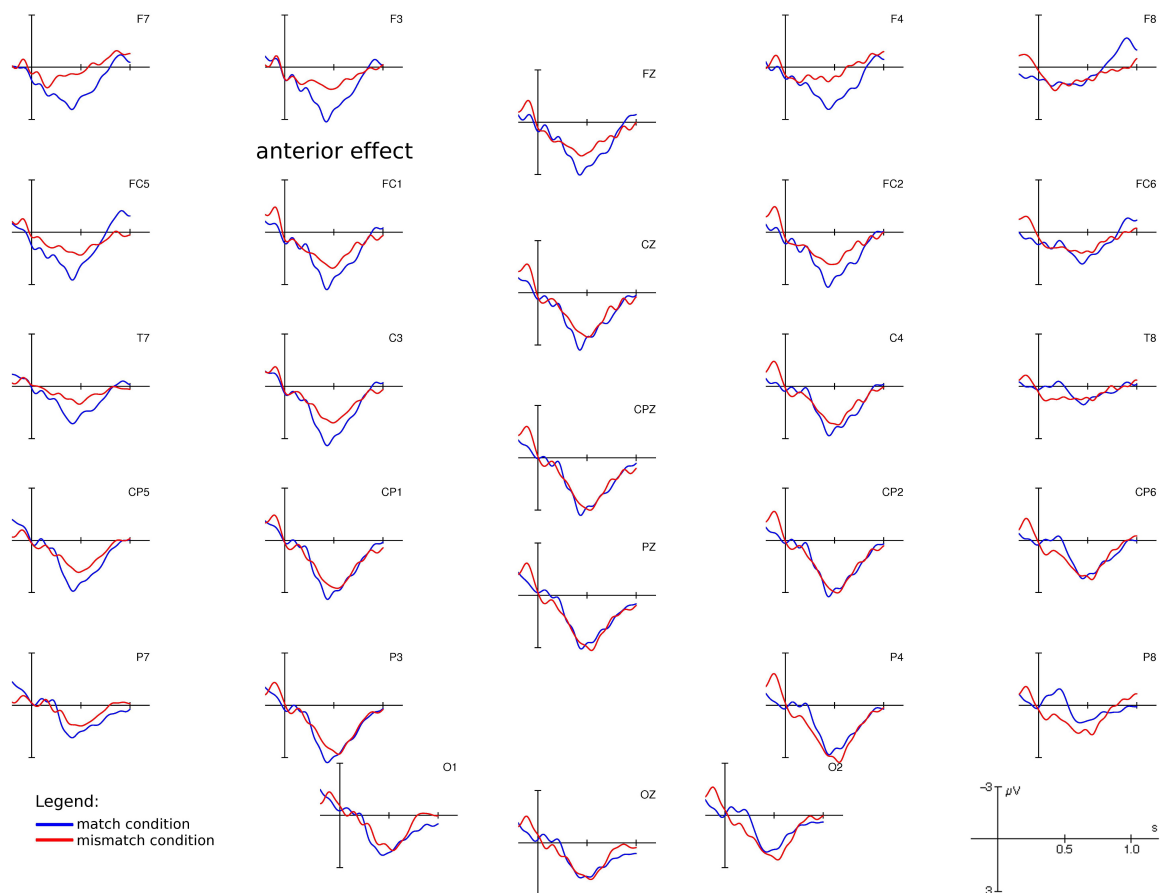 F7
F3
F4
F8
FZ
anterior effect
FC5
FC1
FC2
FC6
CZ
T7
C3
C4
T8
CPZ
CP5
CP1
CP2
CP6
PZ
P7
P3
P4
P8
O1
O2
OZ
Legend:
match condition
mismatch condition
−3
μV
s
0.5 1.0
3